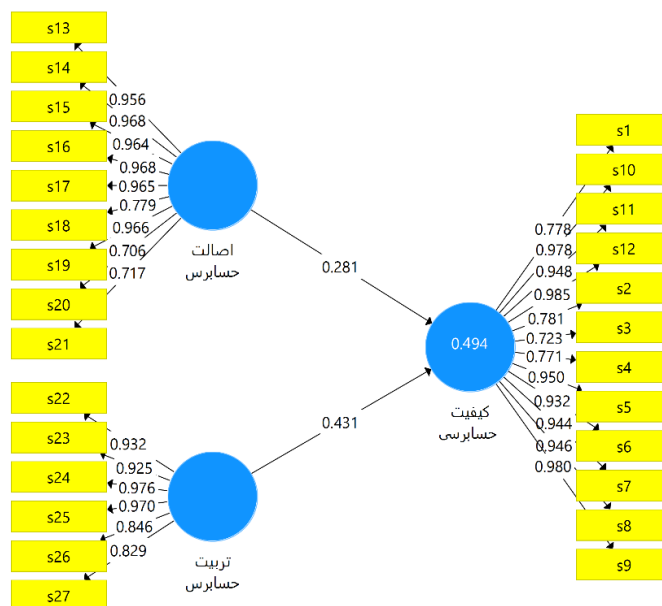 s13
s14
s15
s16
s17
s18
s19
s20
s21
0.956
0.968
0.964
0.968
0.965
0.779
0.966
0.706
0.717
اصالت
حسابرس
0.281
s22
s23
s24
s25
s26
s27
0.932
0.925
0.976
0.970
0.846
0.829
تربیت
حسابرس
0.431
0.494
کیفیت
حسابرسی
0.778
0.978
0.948
0.985
0.781
0.723
0.771
0.950
0.932
0.944
0.946
0.980
s1
s10
s11
s12
s2
s3
s4
s5
s6
s7
s8
s9